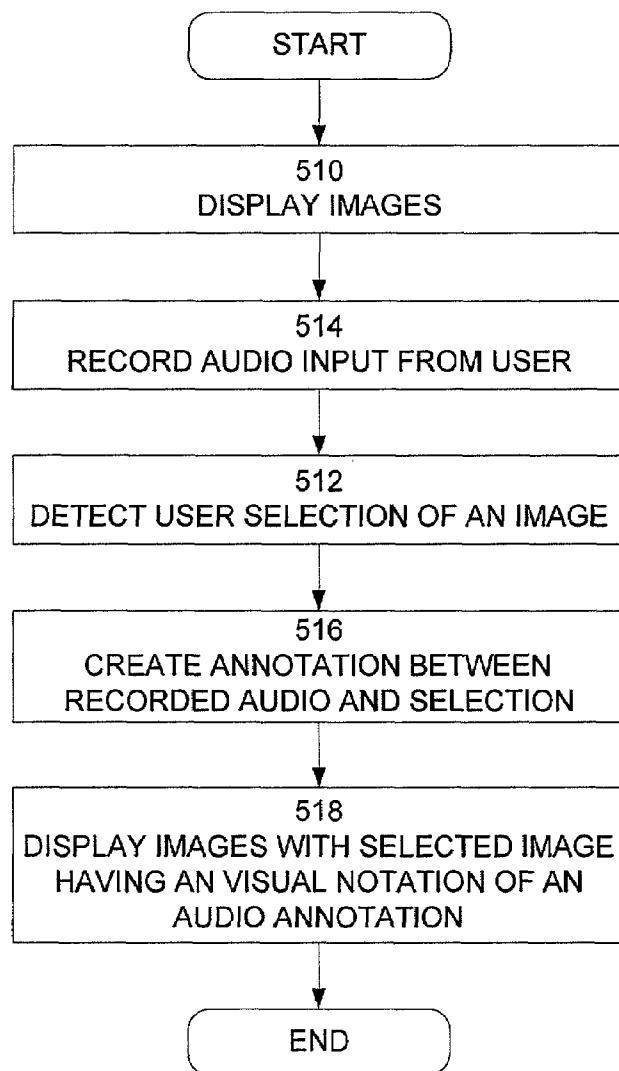 START
510
DISPLAY IMAGES
514
RECORD AUDIO INPUT FROM USER
512
DETECT USER SELECTION OF AN IMAGE
516
CREATE ANNOTATION BETWEEN
RECORDED AUDIO AND SELECTION
518
DISPLAY IMAGES WITH SELECTED IMAGE
HAVING AN VISUAL NOTATION OF AN
AUDIO ANNOTATION
END